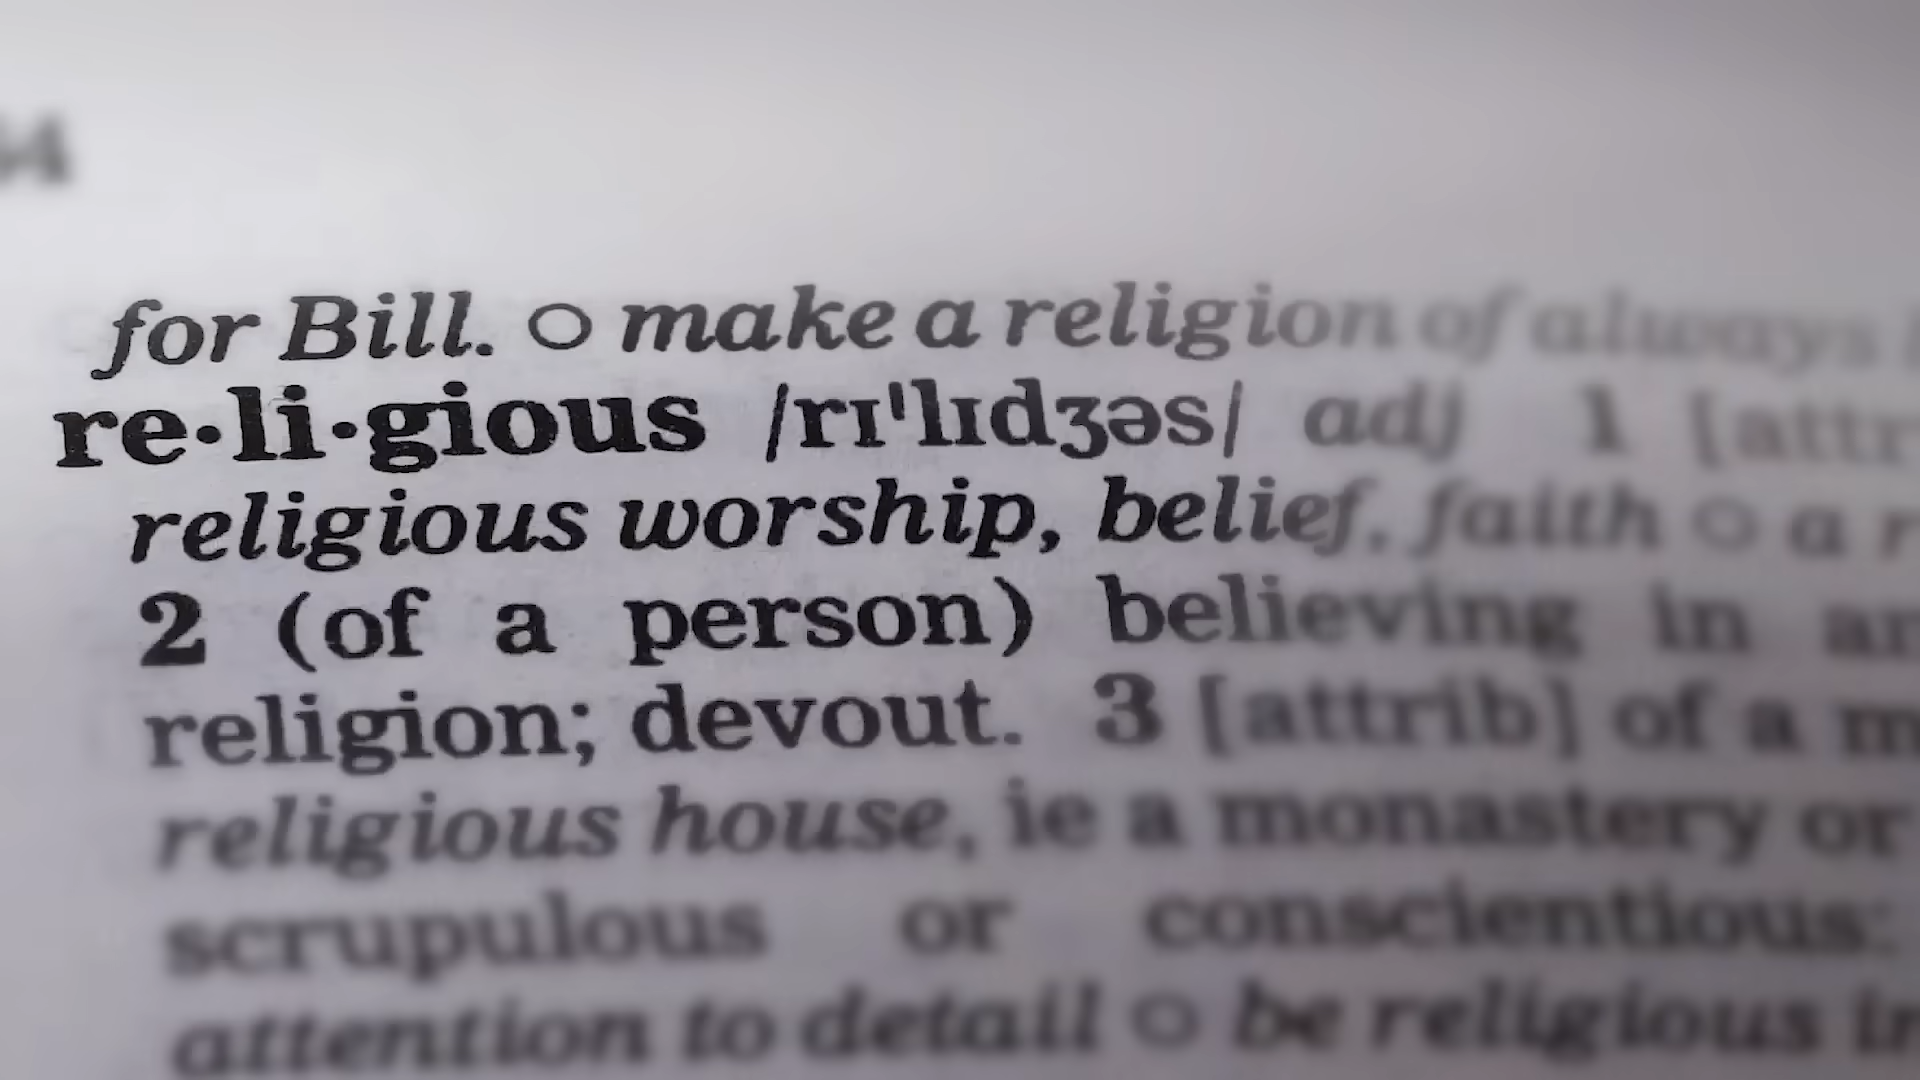 for Bill. ○ make a religion of always
re·li·gious /rɪˈlɪdʒəs/ adj 1 [attr
religious worship, belief, faith ○ a r
2 (of a person) believing in
religion; devout. 3 [attrib] of a m
religious house, ie a monastery or
scrupulous or conscientious:
attention to detail ○ be religious in